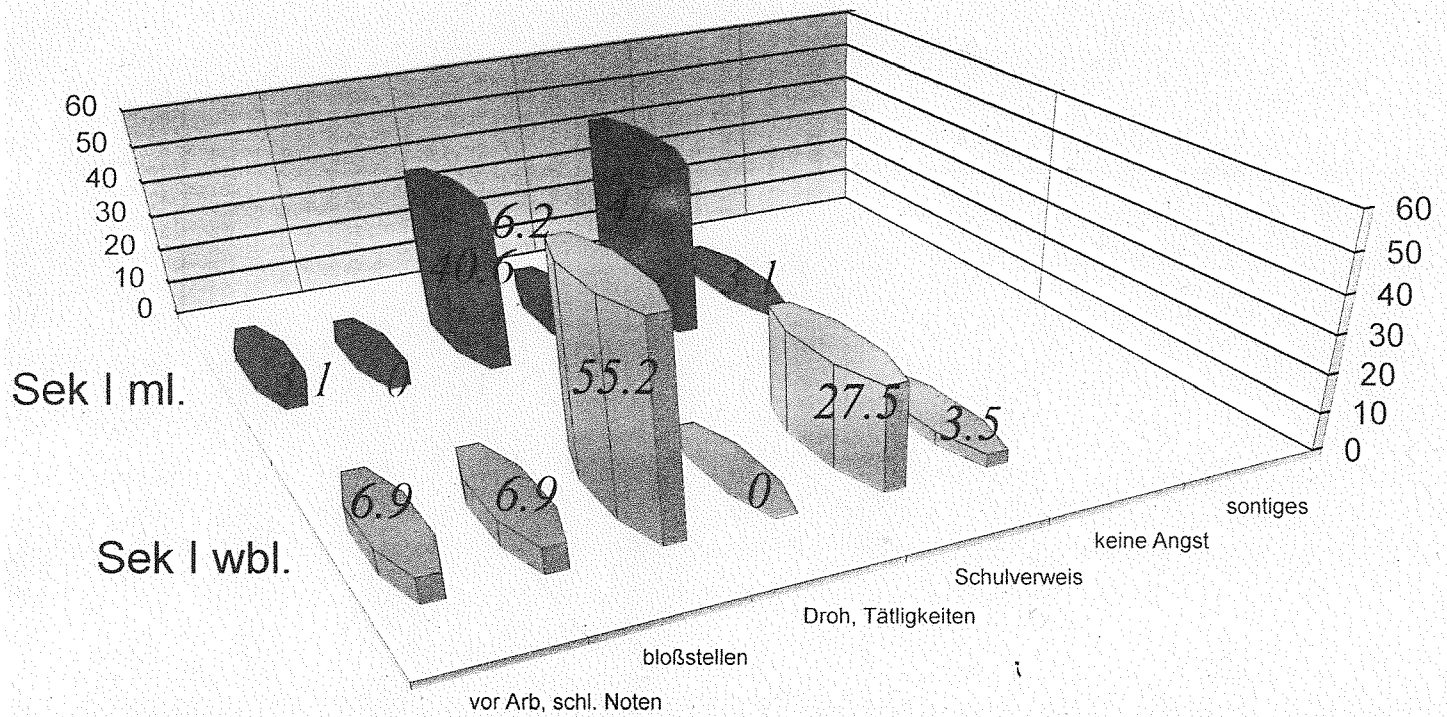 60
50
40
30
20
10
0
60
50
40
30
20
10
0
Sek I ml.
Sek I wbl.
6.2
40.6
55.2
27.5
3.5
0
6.9
6.9
sontiges
keine Angst
Schulverweis
Droh, Tätligkeiten
bloßstellen
vor Arb, schl. Noten